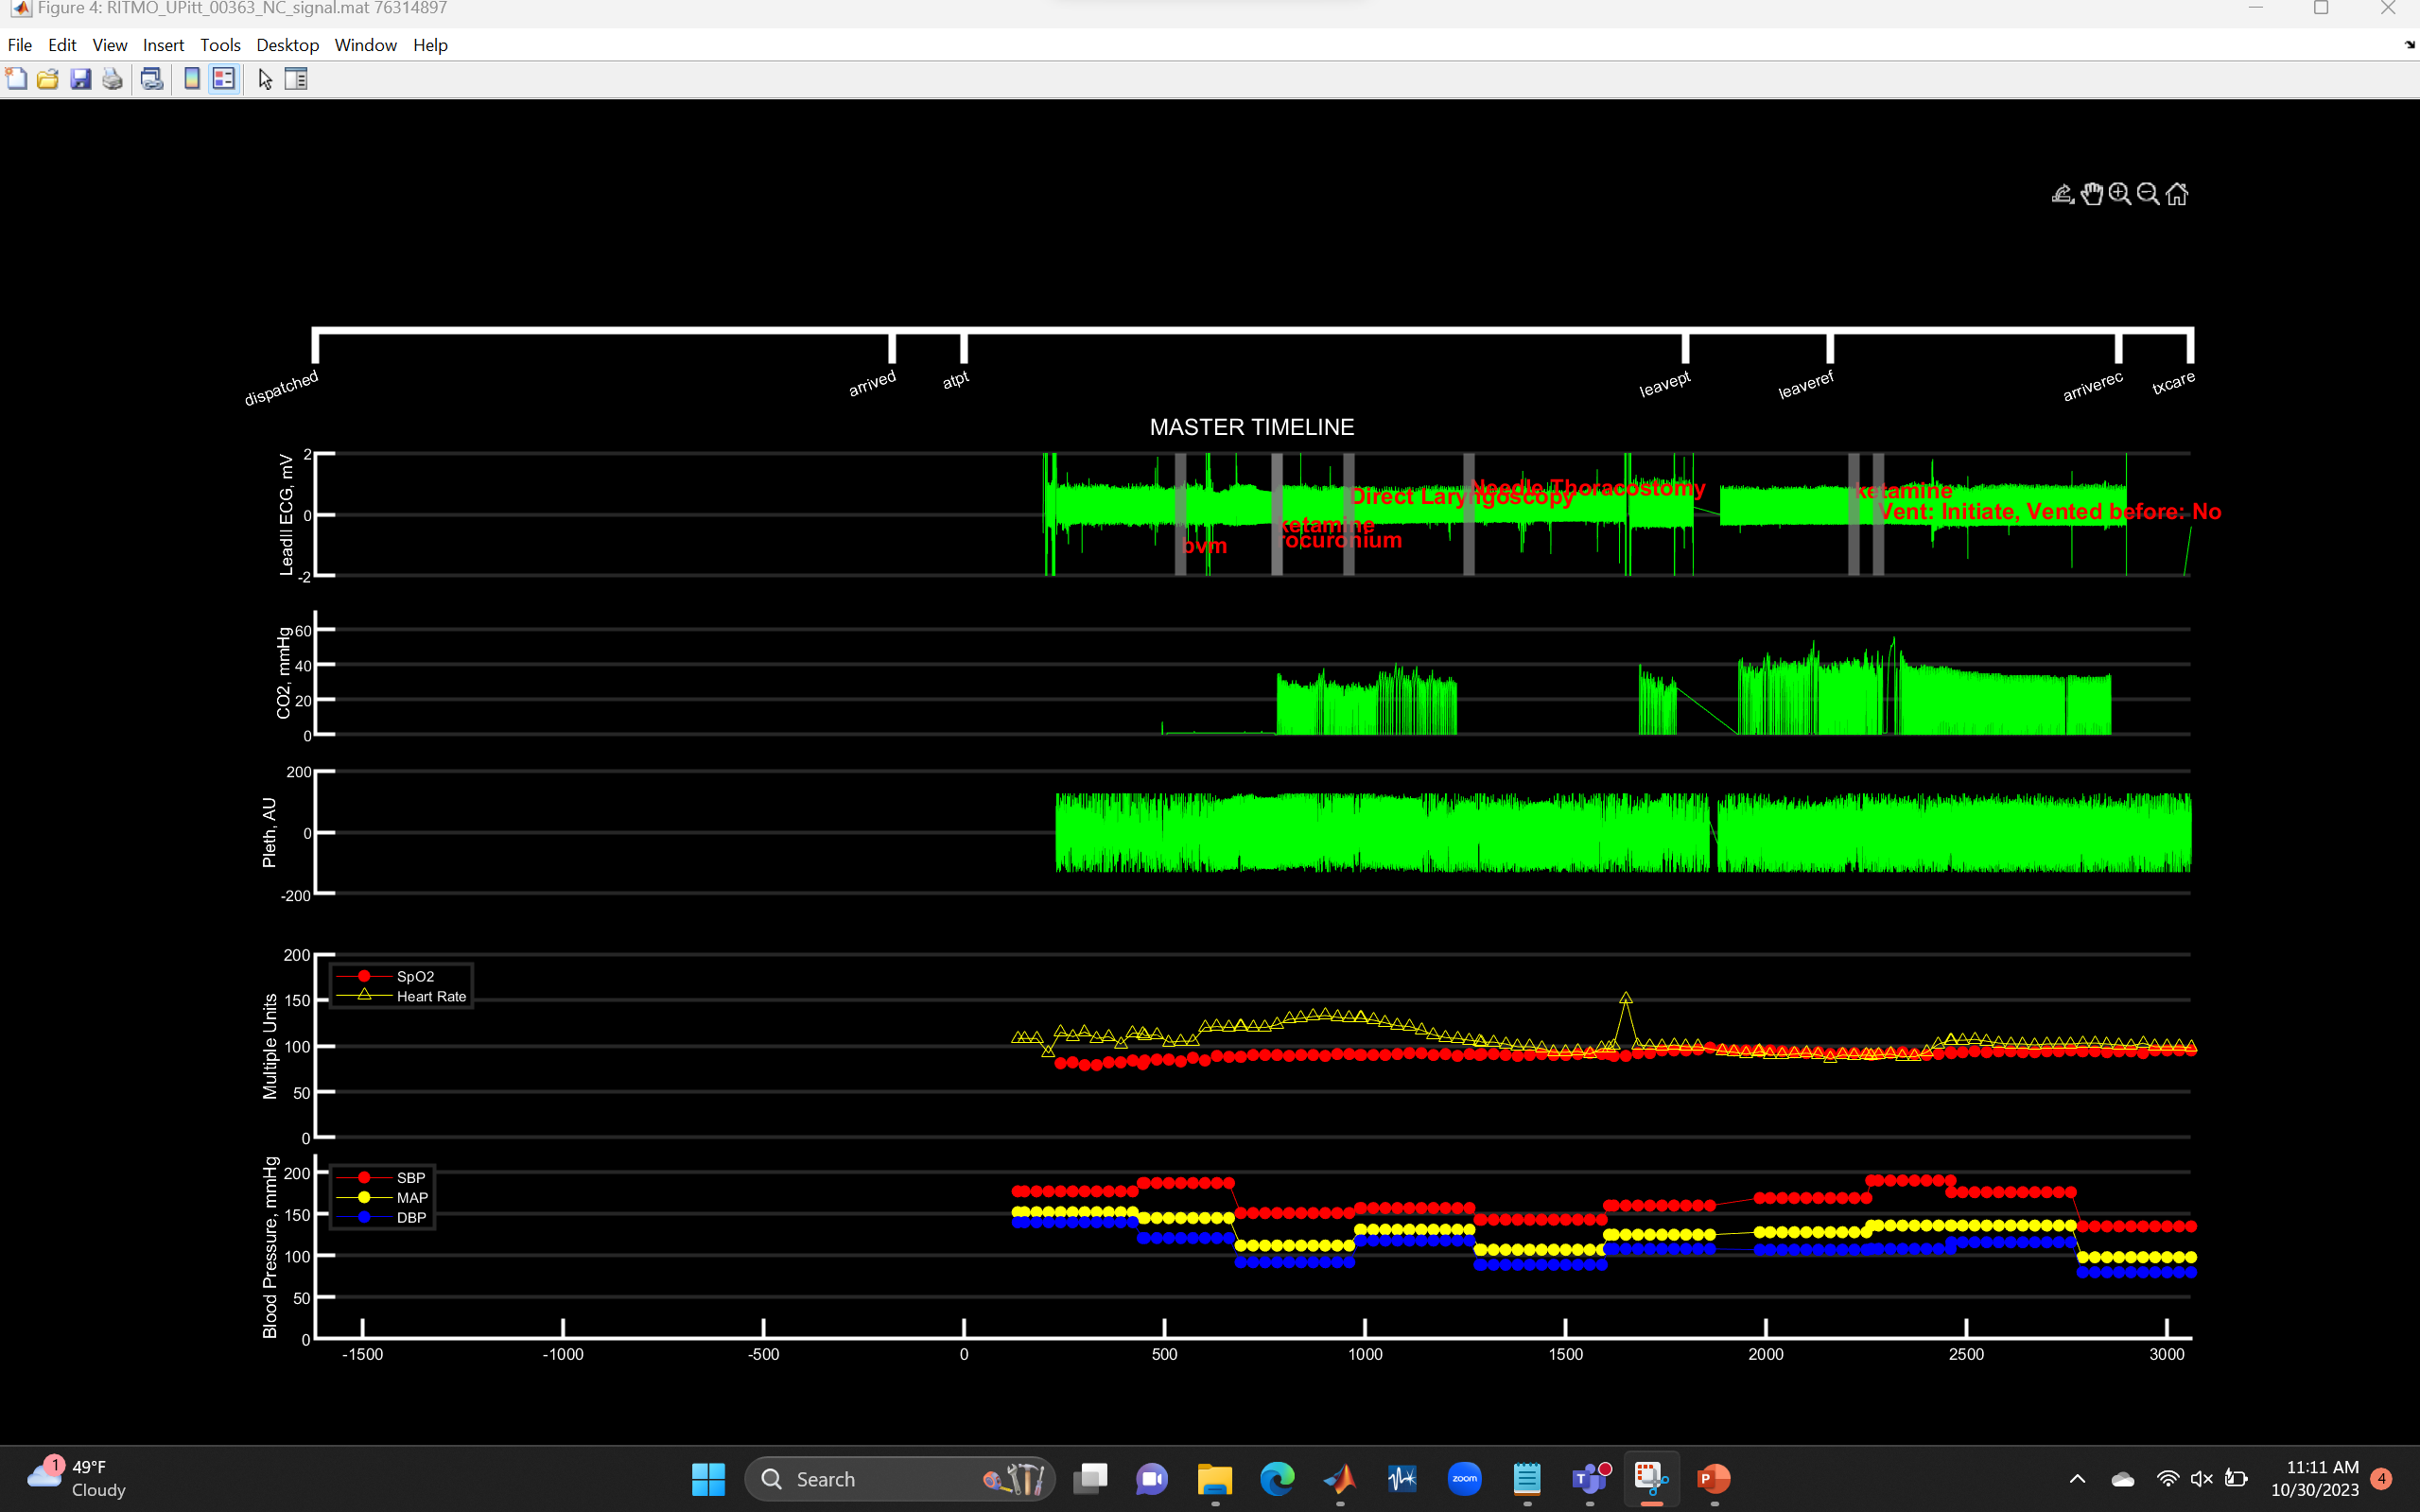 Figure 4: RITMO_UPitt_00363_NC_signal.mat 76314897
File Edit View Insert Tools Desktop Window Help
dispatched arrived atpt leavept leaveref arriverec txcare
MASTER TIMELINE
LeadII ECG, mV
2
0
-2
bvm
ketamine
rocuronium
Direct Laryngoscopy
Needle Thoracostomy
ketamine
Vent: Initiate, Vented before: No
CO2, mmHg
60
40
20
0
Pleth, AU
200
0
-200
Multiple Units
200
150
100
50
0
SpO2
Heart Rate
Blood Pressure, mmHg
200
150
100
50
0
SBP
MAP
DBP
-1500 -1000 -500 0 500 1000 1500 2000 2500 3000
1
49°F
Cloudy
Search
zoom
T
P
11:11 AM
10/30/2023
4